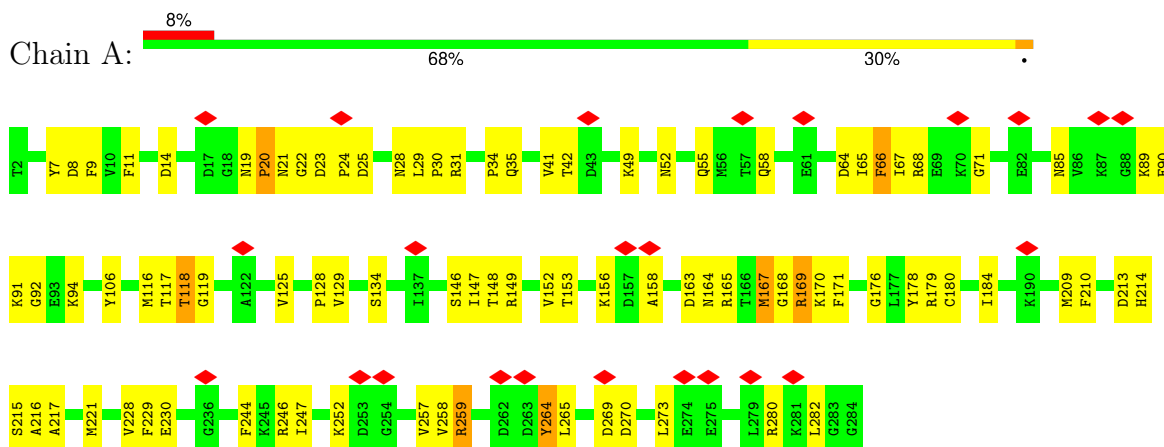 8%
Chain A:
68% 30% •
T2 Y7 D8 F9 V10 F11 D14 D17 G18 N19 P20 N21 G22 D23 P24 D25 N28 L29 P30 R31 P34 Q35 V41 T42 D43 K49 N52 Q55 M56 T57 Q58 E61 D64 I65 F66 I67 R68 E69 K70 G71 E82 N85 V86 K87 G88 K89 E90
K91 G92 E93 K94 Y106 M116 T117 T118 G119 A122 V125 P128 V129 S134 I137 S146 I147 T148 R149 V152 T153 K156 D157 A158 D163 N164 R165 T166 M167 G168 R169 K170 F171 G176 L177 Y178 R179 C180 I184 K190 M209 F210 D213 H214
S215 A216 A217 M221 V228 F229 E230 G236 F244 K245 R246 I247 K252 D253 G254 V257 V258 R259 D262 D263 Y264 L265 D269 D270 L273 E274 E275 L279 R280 K281 L282 G283 G284